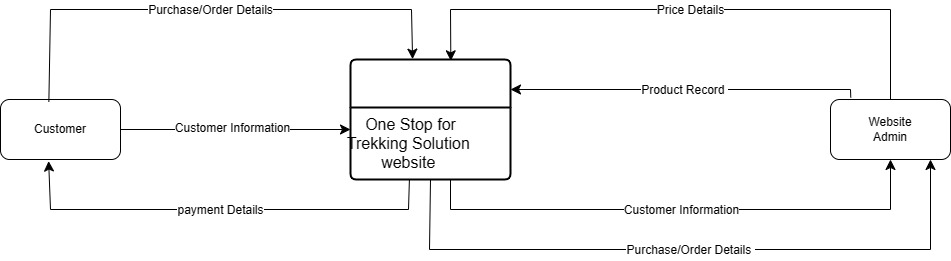 Purchase/Order Details
Price Details
Product Record
Customer
Customer Information
One Stop for
Trekking Solution
website
Website
Admin
payment Details
Customer Information
Purchase/Order Details